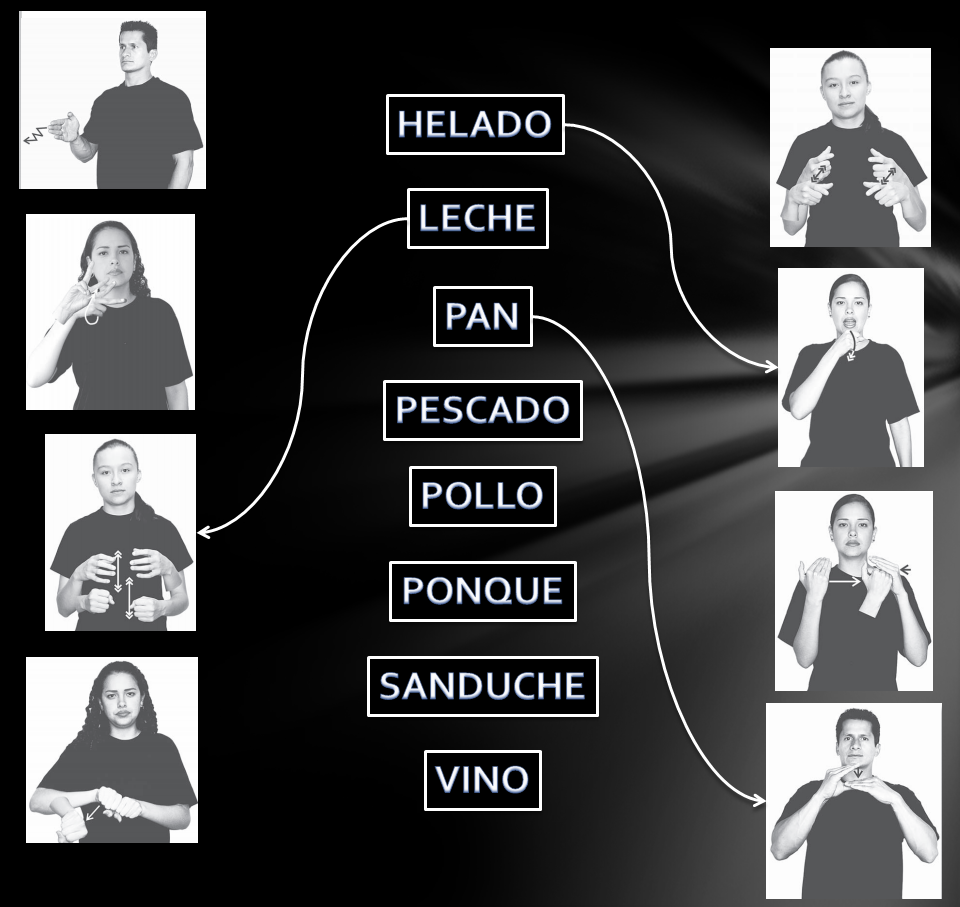 HELADO
LECHE
PAN
PESCADO
POLLO
PONQUE
SANDUCHE
VINO